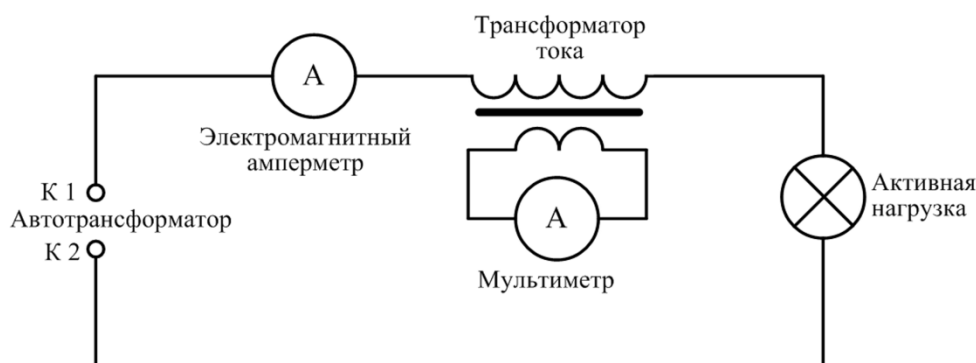 Трансформатор
тока
А
Электромагнитный
амперметр
К 1
Автотрансформатор
К 2
А
Мультиметр
Активная
нагрузка